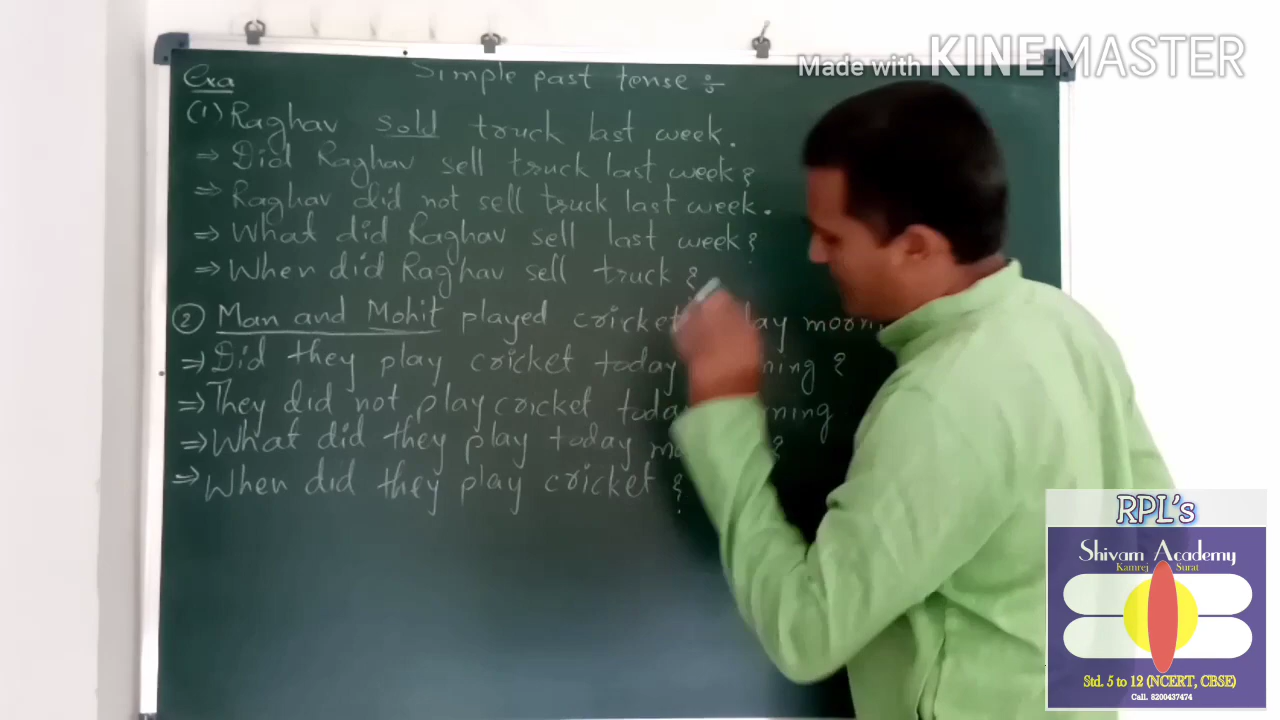 Made with KINEMASTER
Exa Simple past tense :-
(1) Raghav sold truck last week.
⇒ Did Raghav sell truck last week?
⇒ Raghav did not sell truck last week.
⇒ What did Raghav sell last week?
⇒ When did Raghav sell truck?
(2) Man and Mohit played cricket
⇒ Did they play cricket today ?
⇒ They did not play cricket
⇒ What did they play today ?
⇒ When did they play cricket ?
RPL's
Shivam Academy
Kamrej Surat
Std. 5 to 12 (NCERT, CBSE)
Call. 8200437474